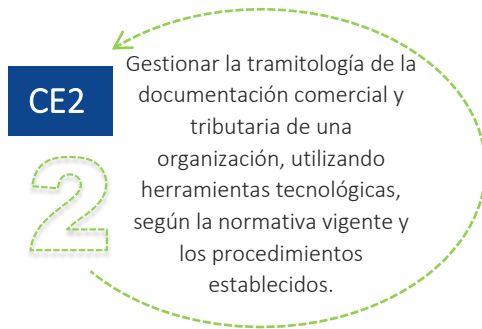 CE2
2
Gestionar la tramitología de la
documentación comercial y
tributaria de una
organización, utilizando
herramientas tecnológicas,
según la normativa vigente y
los procedimientos
establecidos.